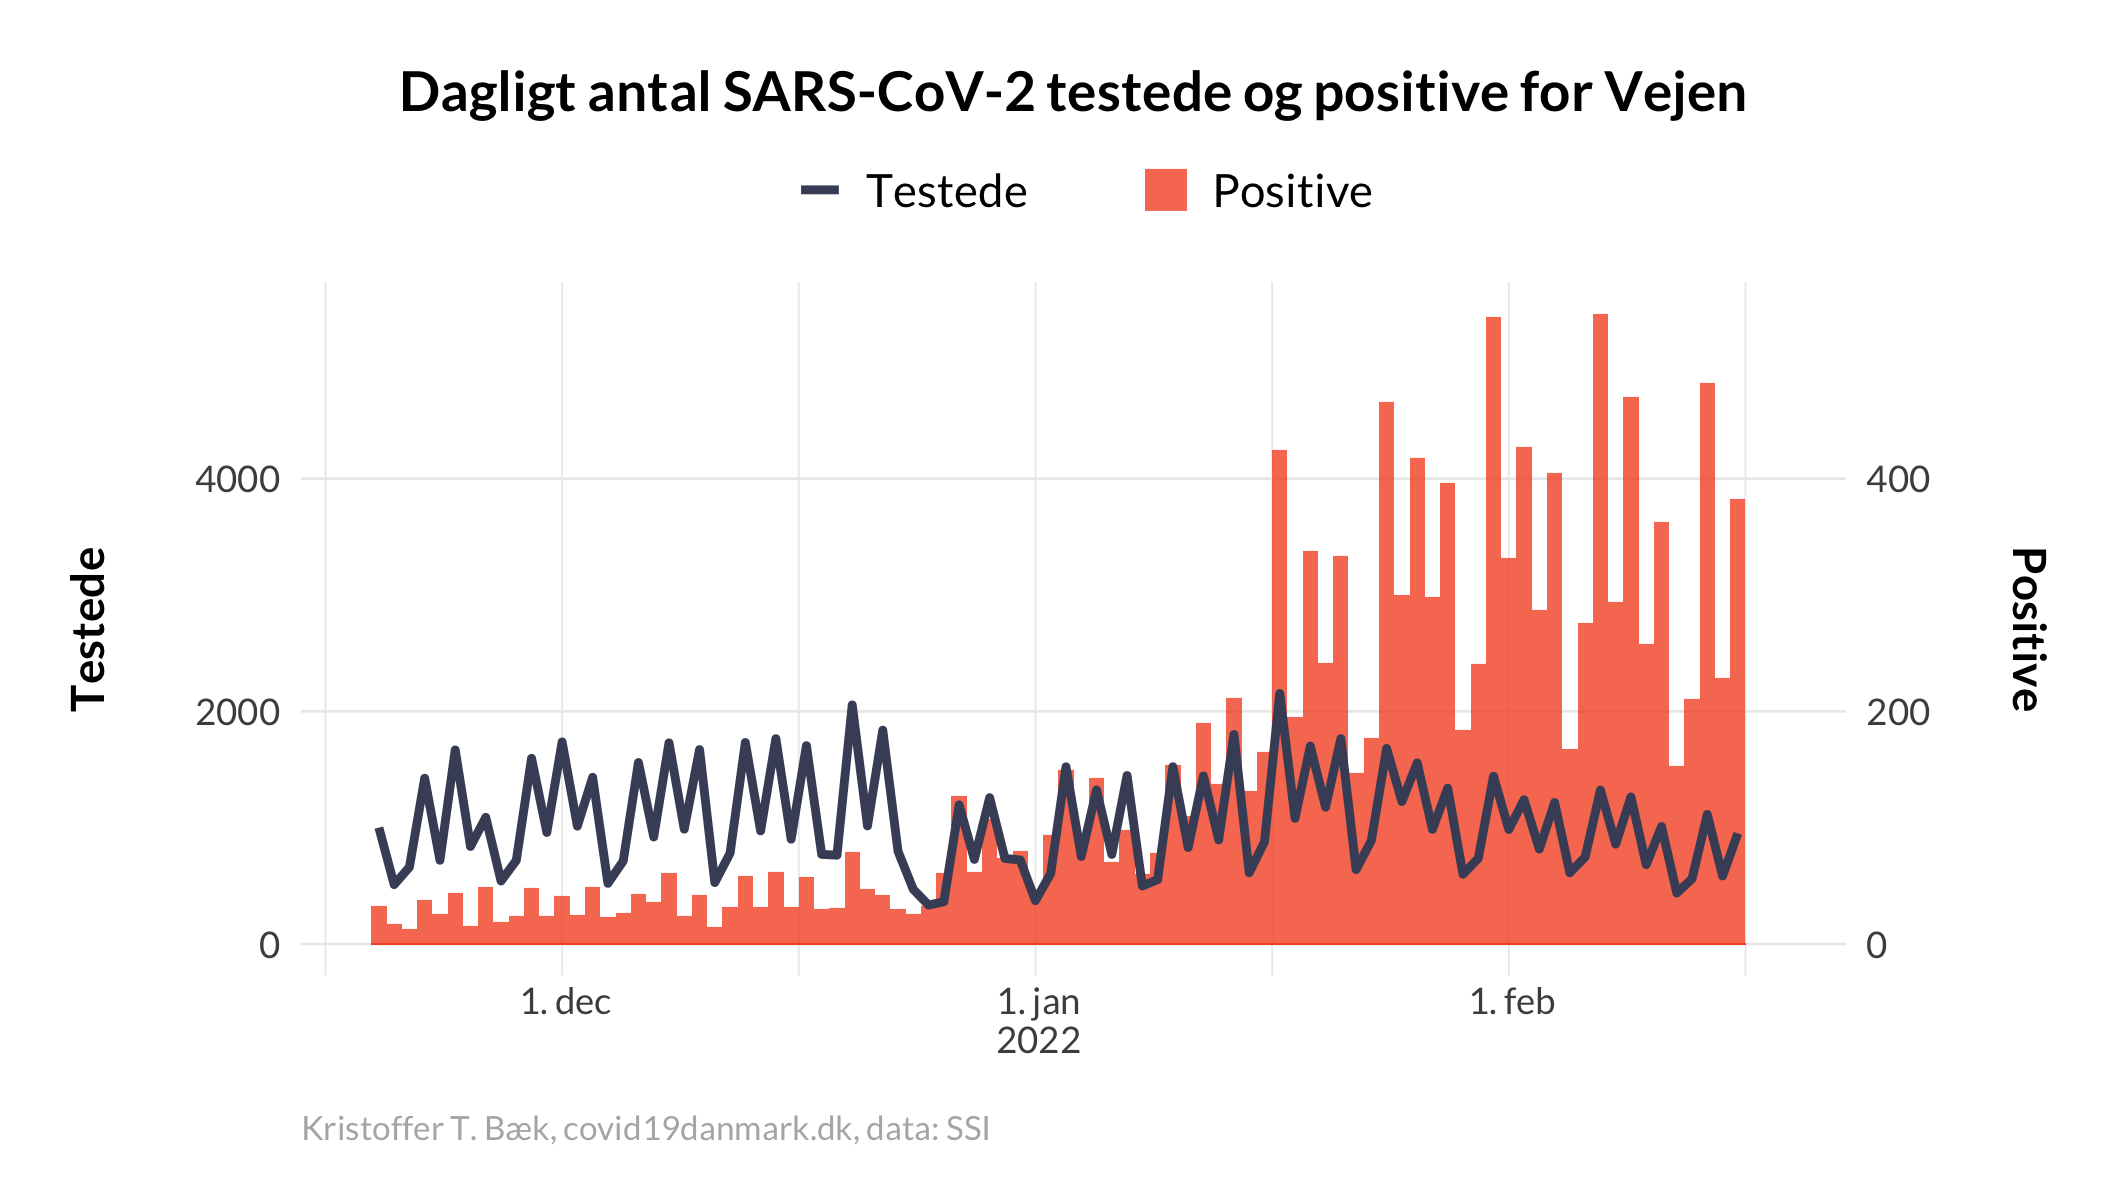 Dagligt antal SARS-CoV-2 testede og positive for Vejen
Testede
Positive
Testede
4000
2000
0
400
200
0
Positive
1. dec
1. jan
2022
1. feb
Kristoffer T. Bæk, covid19danmark.dk, data: SSI